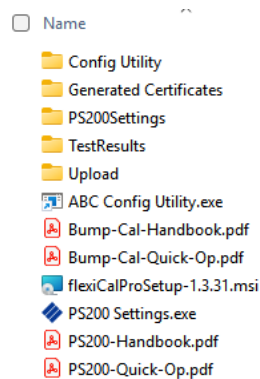 Name
Config Utility
Generated Certificates
PS200Settings
TestResults
Upload
ABC Config Utility.exe
Bump-Cal-Handbook.pdf
Bump-Cal-Quick-Op.pdf
flexiCalProSetup-1.3.31.msi
PS200 Settings.exe
PS200-Handbook.pdf
PS200-Quick-Op.pdf